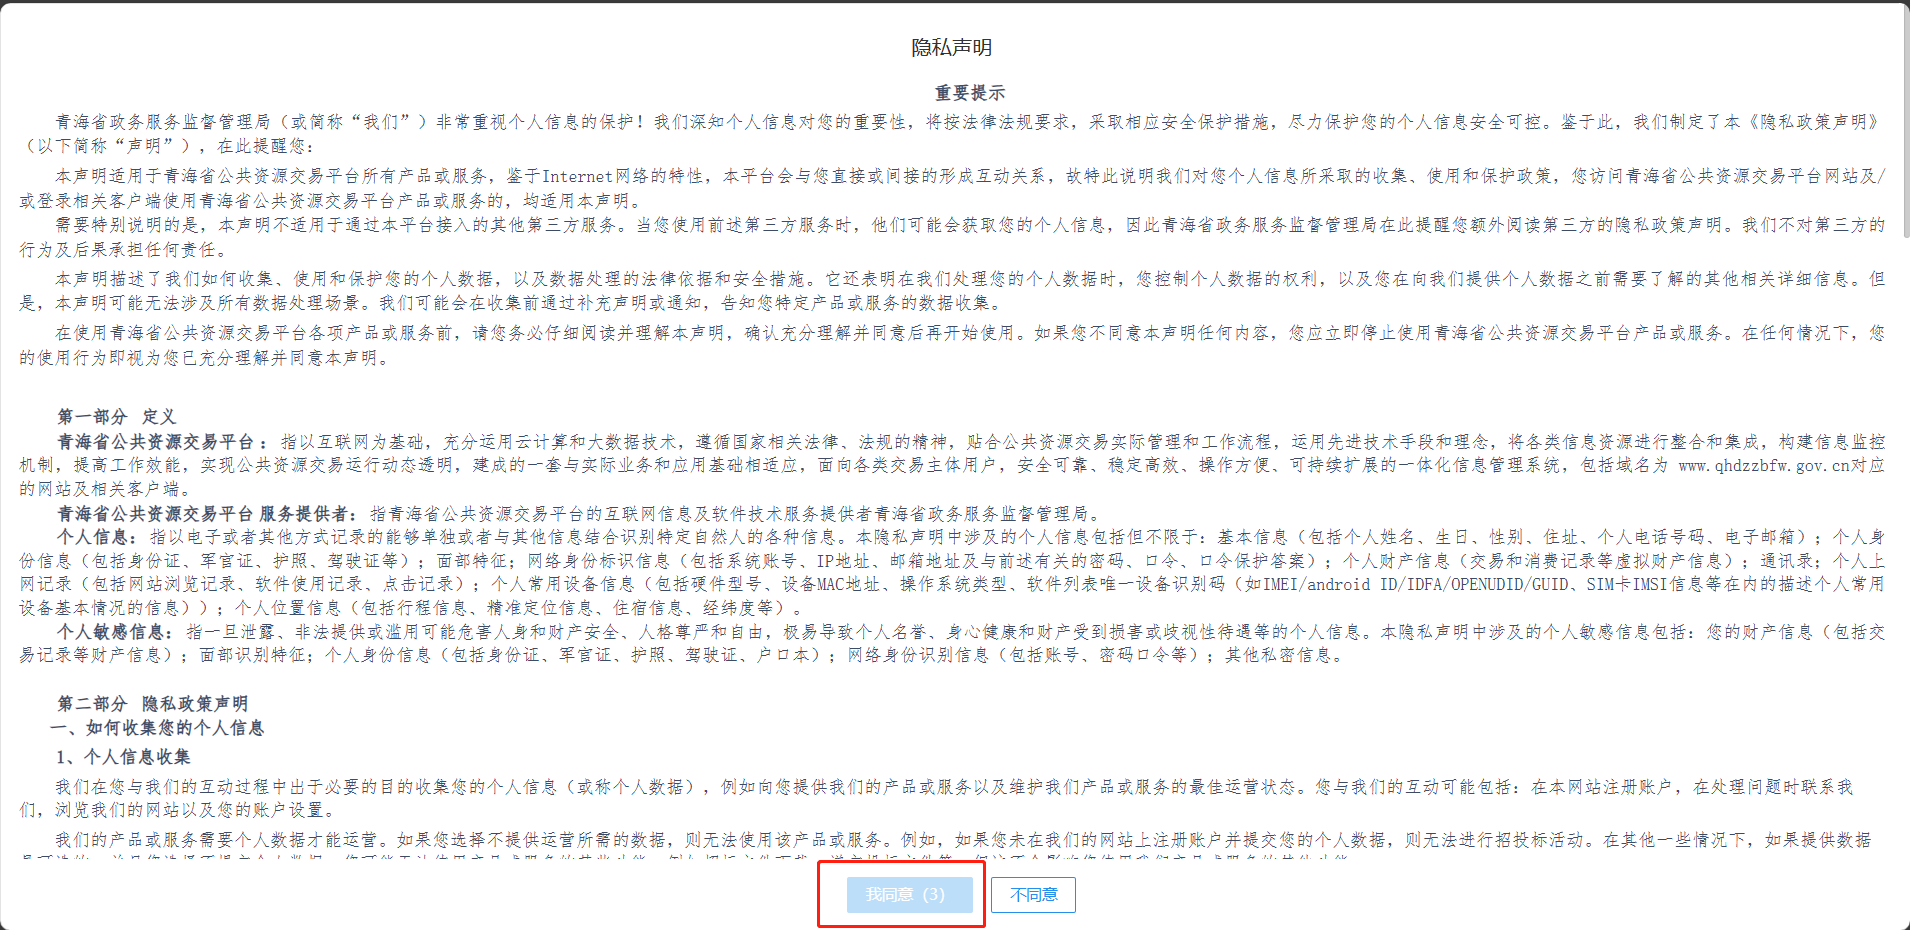 隐私声明
重要提示
青海省政务服务监督管理局（或简称“我们”）非常重视个人信息的保护！我们深知个人信息对您的重要性，将按法律法规要求，采取相应安全保护措施，尽力保护您的个人信息安全可控。鉴于此，我们制定了本《隐私政策声明》
（以下简称“声明”），在此提醒您：
本声明适用于青海省公共资源交易平台所有产品或服务，鉴于Internet网络的特性，本平台会与您直接或间接的形成互动关系，故特此说明我们对您个人信息所采取的收集、使用和保护政策，您访问青海省公共资源交易平台网站及/
或登录相关客户端使用青海省公共资源交易平台产品或服务的，均适用本声明。
需要特别说明的是，本声明不适用于通过本平台接入的其他第三方服务。当您使用前述第三方服务时，他们可能会获取您的个人信息，因此青海省政务服务监督管理局在此提醒您额外阅读第三方的隐私政策声明。我们不对第三方的
行为及后果承担任何责任。
本声明描述了我们如何收集、使用和保护您的个人数据，以及数据处理的法律依据和安全措施。它还表明在我们处理您的个人数据时，您控制个人数据的权利，以及您在向我们提供个人数据之前需要了解的其他相关详细信息。但
是，本声明可能无法涉及所有数据处理场景。我们可能会在收集前通过补充声明或通知，告知您特定产品或服务的数据收集。
在使用青海省公共资源交易平台各项产品或服务前，请您务必仔细阅读并理解本声明，确认充分理解并同意后再开始使用。如果您不同意本声明任何内容，您应立即停止使用青海省公共资源交易平台产品或服务。在任何情况下，您
的使用行为即视为您已充分理解并同意本声明。
第一部分 定义
青海省公共资源交易平台：指以互联网为基础，充分运用云计算和大数据技术，遵循国家相关法律、法规的精神，贴合公共资源交易实际管理和工作流程，运用先进技术手段和理念，将各类信息资源进行整合和集成，构建信息监控
机制，提高工作效能，实现公共资源交易运行动态透明，建成的一套与实际业务和应用基础相适应，面向各类交易主体用户，安全可靠、稳定高效、操作方便、可持续扩展的一体化信息管理系统，包括域名为 www.qhdzzbfw.gov.cn对应
的网站及相关客户端。
青海省公共资源交易平台 服务提供者：指青海省公共资源交易平台的互联网信息及软件技术服务提供者青海省政务服务监督管理局。
个人信息：指以电子或者其他方式记录的能够单独或者与其他信息结合识别特定自然人的各种信息。本隐私声明中涉及的个人信息包括但不限于：基本信息（包括个人姓名、生日、性别、住址、个人电话号码、电子邮箱）；个人身
份信息（包括身份证、军官证、护照、驾驶证等）；面部特征；网络身份标识信息（包括系统账号、IP地址、邮箱地址及与前述有关的密码、口令、口令保护答案）；个人财产信息（交易和消费记录等虚拟财产信息）；通讯录；个人上
网记录（包括网站浏览记录、软件使用记录、点击记录）；个人常用设备信息（包括硬件型号、设备MAC地址、操作系统类型、软件列表唯一设备识别码（如IMEI/android ID/IDFA/OPENUDID/GUID、SIM卡IMSI信息等在内的描述个人常用
设备基本情况的信息））；个人位置信息（包括行程信息、精准定位信息、住宿信息、经纬度等）。
个人敏感信息：指一旦泄露、非法提供或滥用可能危害人身和财产安全、人格尊严和自由，极易导致个人名誉、身心健康和财产受到损害或歧视性待遇等的个人信息。本隐私声明中涉及的个人敏感信息包括：您的财产信息（包括交
易记录等财产信息）；面部识别特征；个人身份信息（包括身份证、军官证、护照、驾驶证、户口本）；网络身份识别信息（包括账号、密码口令等）；其他私密信息。
第二部分 隐私政策声明
一、如何收集您的个人信息
1、个人信息收集
我们在您与我们的互动过程中出于必要的目的收集您的个人信息（或称个人数据），例如向您提供我们的产品或服务以及维护我们产品或服务的最佳运营状态。您与我们的互动可能包括：在本网站注册账户，在处理问题时联系我
们，浏览我们的网站以及您的账户设置。
我们的产品或服务需要个人数据才能运营。如果您选择不提供运营所需的数据，则无法使用该产品或服务。例如，如果您未在我们的网站上注册账户并提交您的个人数据，则无法进行招投标活动。在其他一些情况下，如果提供数据
我同意（3） 不同意